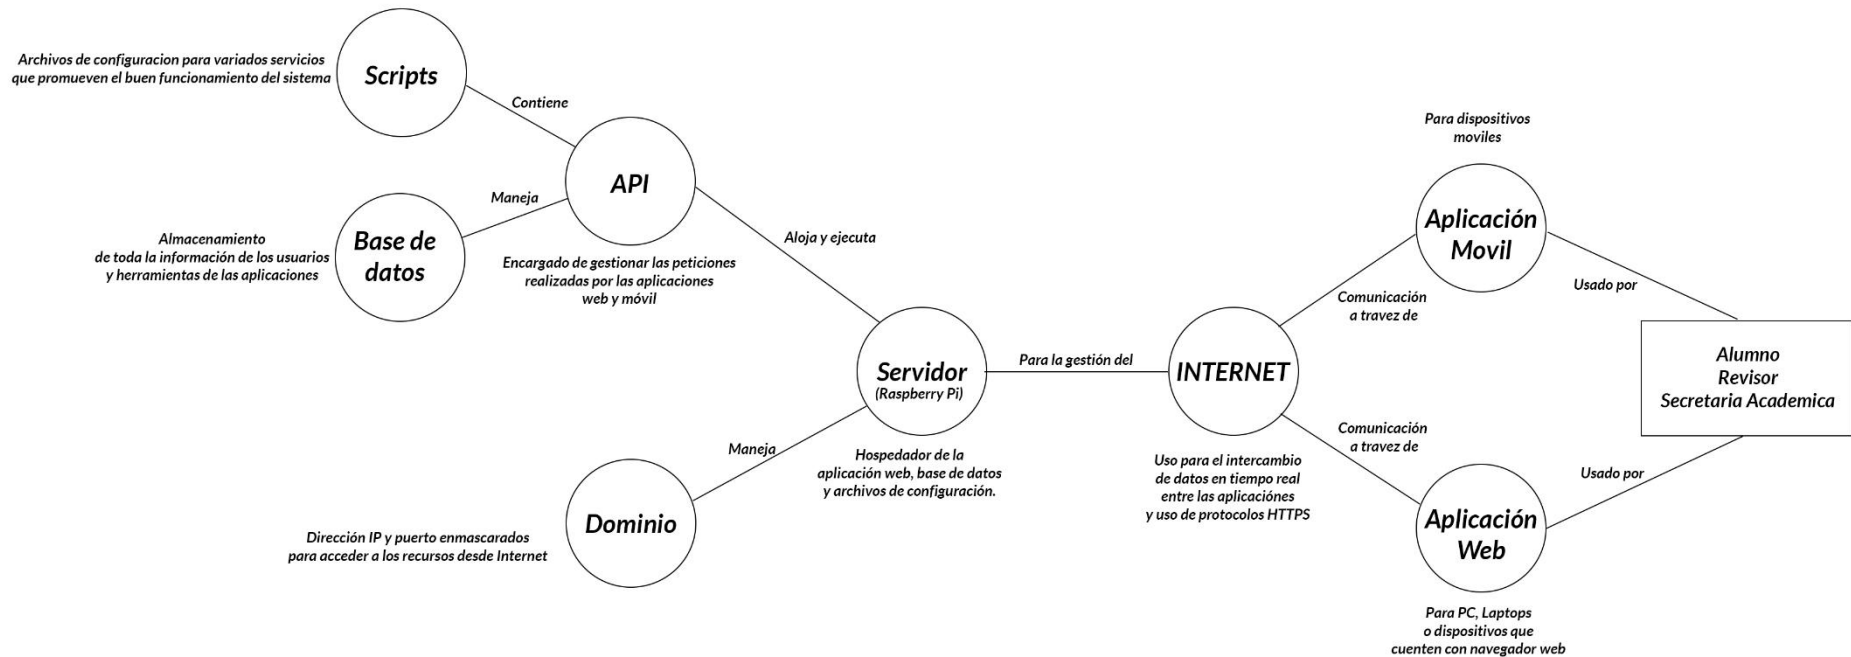 Archivos de configuracion para variados servicios
que promueven el buen funcionamiento del sistema
Scripts
Contiene
API
Maneja
Base de
datos
Almacenamiento
de toda la información de los usuarios
y herramientas de las aplicaciones
Encargado de gestionar las peticiones
realizadas por las aplicaciones
web y móvil
Aloja y ejecuta
Servidor
(Raspberry Pi)
Hospedador de la
aplicación web, base de datos
y archivos de configuración.
Maneja
Dominio
Dirección IP y puerto enmascarados
para acceder a los recursos desde Internet
Para la gestión del
INTERNET
Uso para el intercambio
de datos en tiempo real
entre las aplicaciónes
y uso de protocolos HTTPS
Comunicación
a travez de
Para dispositivos
moviles
Aplicación
Movil
Usado por
Comunicación
a travez de
Aplicación
Web
Para PC, Laptops
o dispositivos que
cuenten con navegador web
Usado por
Alumno
Revisor
Secretaria Academica